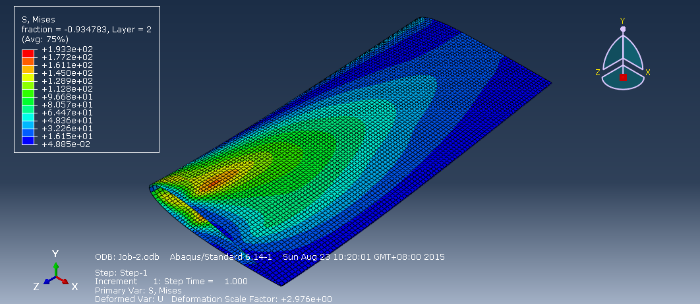 S, Mises
fraction = -0.934783, Layer = 2
(Avg: 75%)
+1.933e+02
+1.772e+02
+1.611e+02
+1.450e+02
+1.289e+02
+1.128e+02
+9.668e+01
+8.057e+01
+6.447e+01
+4.836e+01
+3.226e+01
+1.615e+01
+4.885e-02
Y
Z
X
ODB: Job-2.odb Abaqus/Standard 6.14-1 Sun Aug 23 10:20:01 GMT+08:00 2015
Y
Z
X
Step: Step-1
Increment 1: Step Time = 1.000
Primary Var: S, Mises
Deformed Var: U Deformation Scale Factor: +2.976e+00